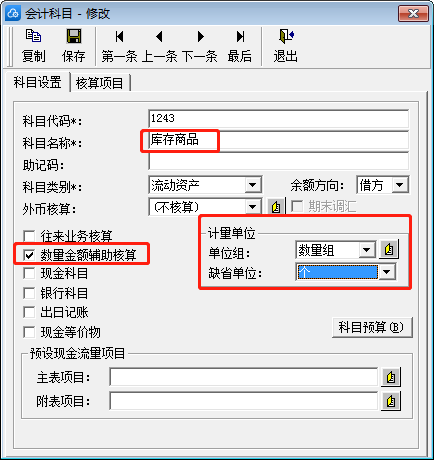 会计科目 - 修改
复制 保存 第一条 上一条 下一条 最后 退出
科目设置 核算项目
科目代码*: 1243
科目名称*: 库存商品
助记码:
科目类别*: 流动资产 余额方向: 借方
外币核算: (不核算) 期末调汇
往来业务核算
数量金额辅助核算
现金科目
银行科目
出日记账
现金等价物
计量单位
单位组: 数量组
缺省单位: 个
科目预算(B)
预设现金流量项目
主表项目:
附表项目: